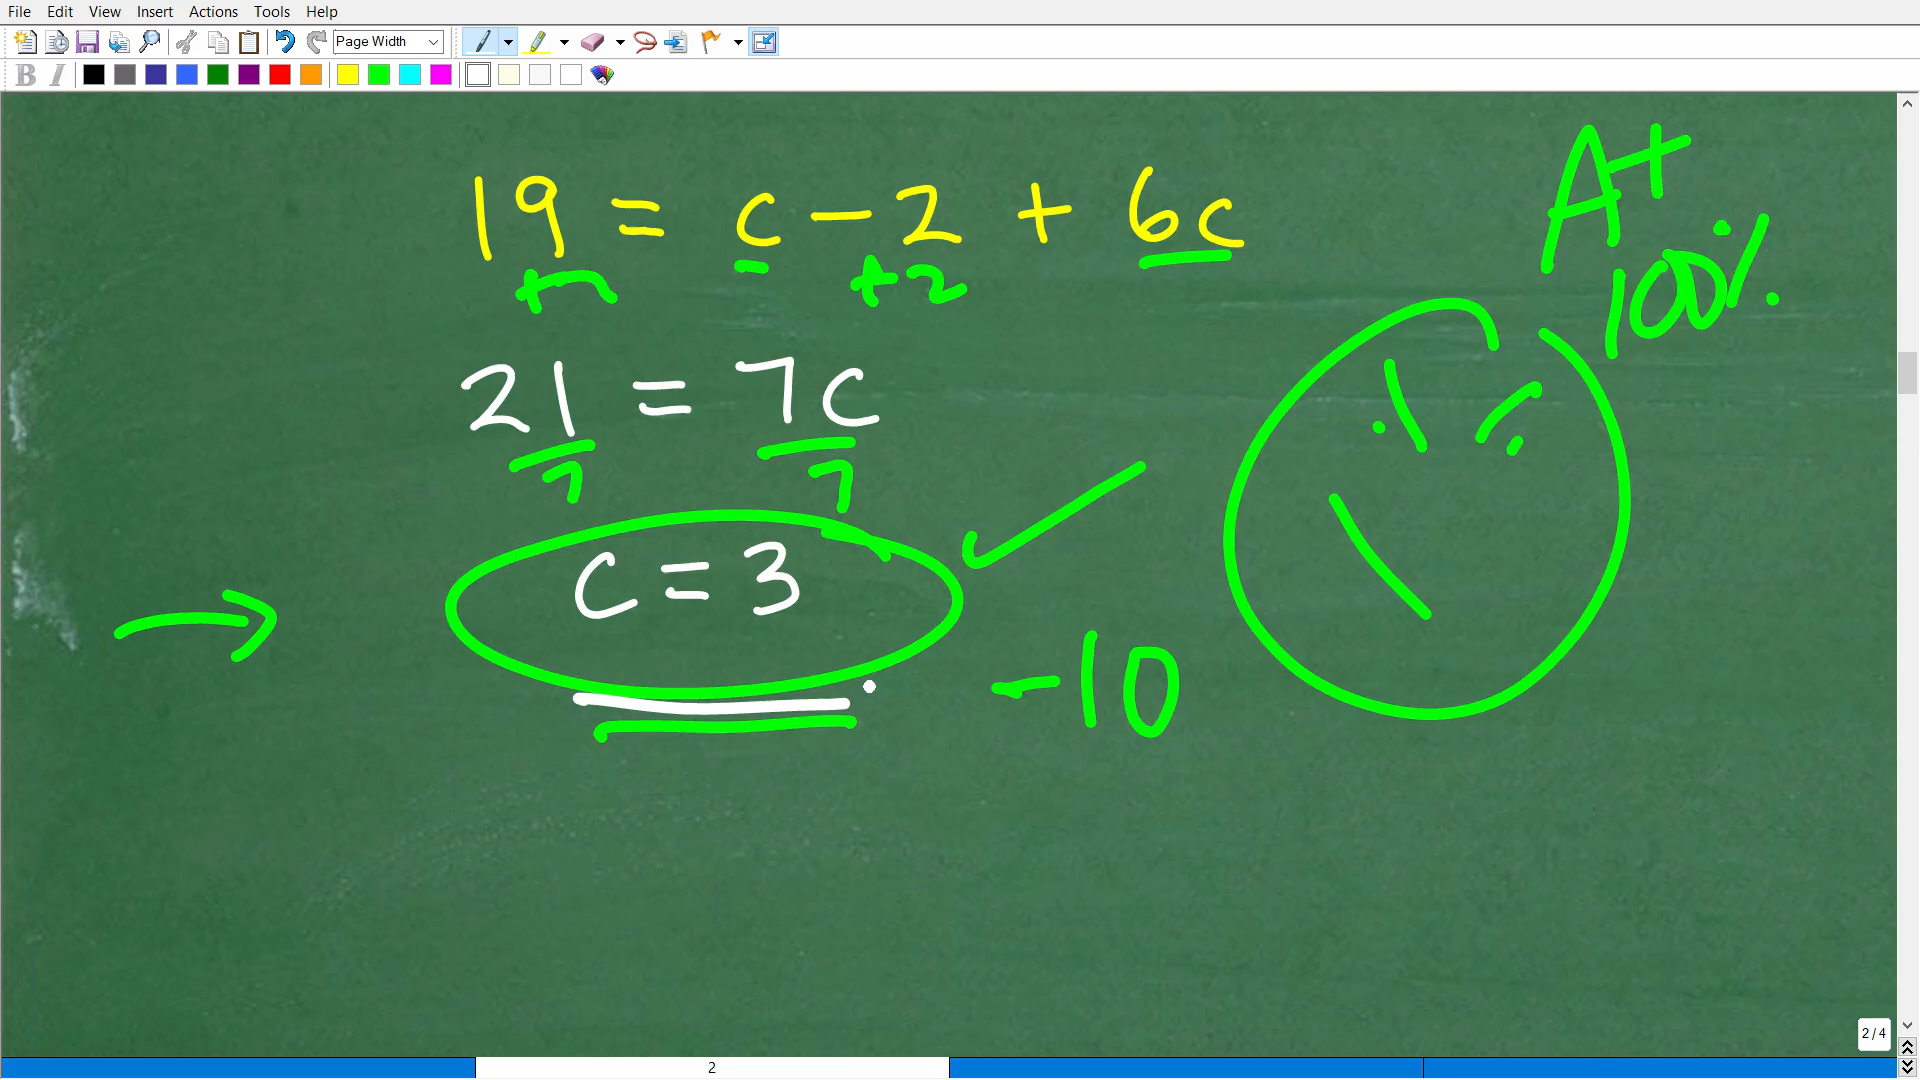 File Edit View Insert Actions Tools Help
Page Width
B I
A+
19 = c - 2 + 6c
100%
+2
21 = 7c
7 7
c = 3
-10
2 / 4
2